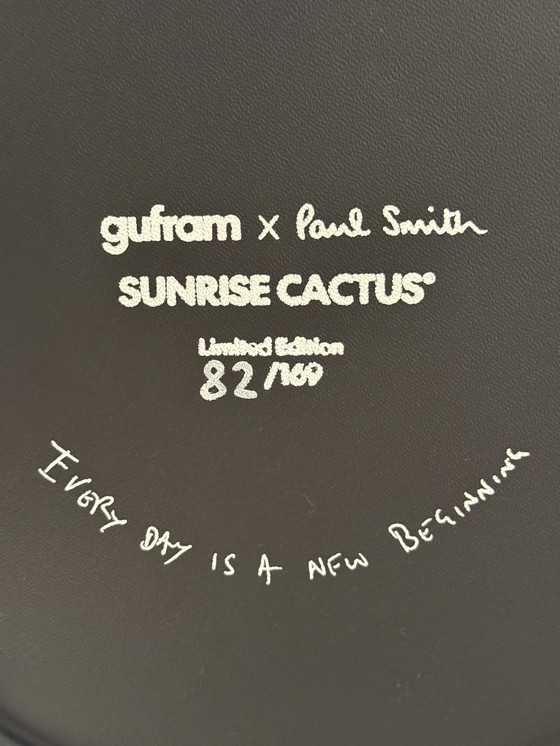 gufram x Paul Smith
SUNRISE CACTUS®
Limited Edition
82/169
EVERY DAY IS A NEW BEGINNING